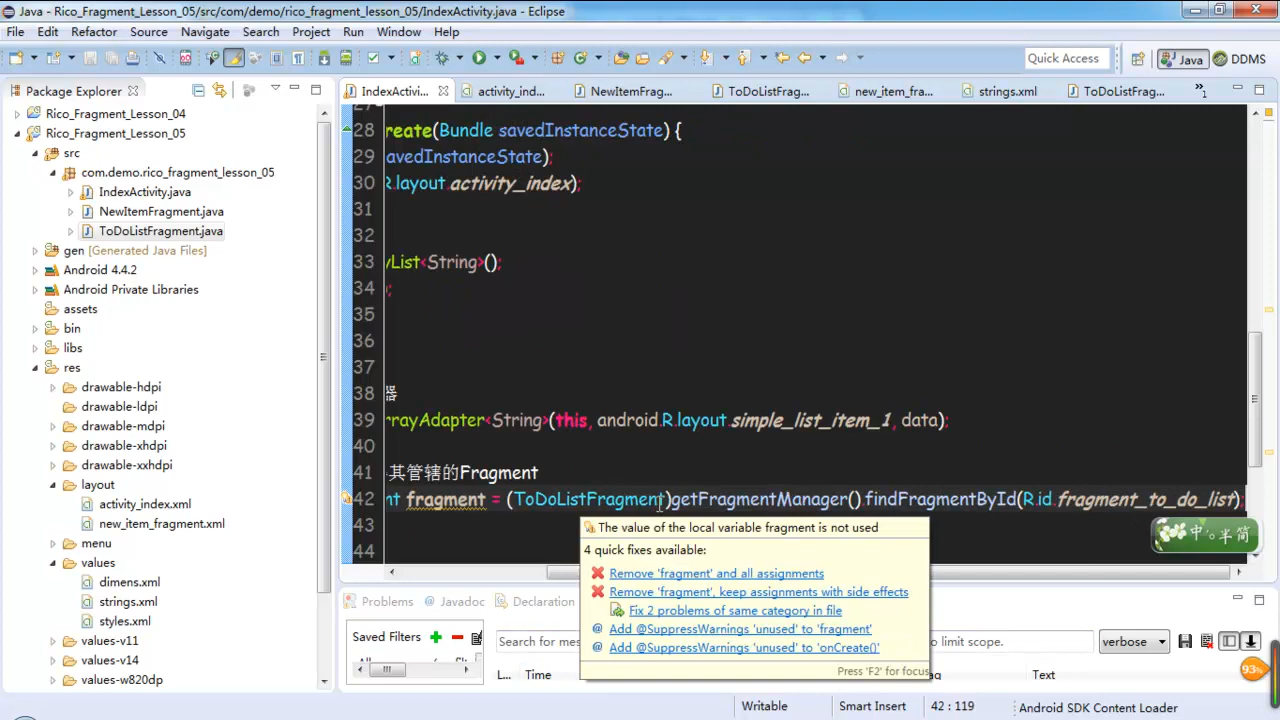 Java - Rico_Fragment_Lesson_05/src/com/demo/rico_fragment_lesson_05/IndexActivity.java - Eclipse
File Edit Refactor Source Navigate Search Project Run Window Help
Quick Access
Java
DDMS
Package Explorer
Rico_Fragment_Lesson_04
Rico_Fragment_Lesson_05
src
com.demo.rico_fragment_lesson_05
IndexActivity.java
NewItemFragment.java
ToDoListFragment.java
gen [Generated Java Files]
Android 4.4.2
Android Private Libraries
assets
bin
libs
res
drawable-hdpi
drawable-ldpi
drawable-mdpi
drawable-xhdpi
drawable-xxhdpi
layout
activity_index.xml
new_item_fragment.xml
menu
values
dimens.xml
strings.xml
styles.xml
values-v11
values-v14
values-w820dp
IndexActivi... activity_ind... NewItemFrag... ToDoListFrag... new_item_fra... strings.xml ToDoListFrag... »1
27
28 reate(Bundle savedInstanceState) {
29 avedInstanceState);
30 R.layout.activity_index);
31
32
33 yList<String>();
34 );
35
36
37
38 器
39 rrayAdapter<String>(this, android.R.layout.simple_list_item_1, data);
40
41 其管辖的Fragment
42 nt fragment = (ToDoListFragment)getFragmentManager().findFragmentById(R.id.fragment_to_do_list);
43
44
The value of the local variable fragment is not used
4 quick fixes available:
Remove 'fragment' and all assignments
Remove 'fragment', keep assignments with side effects
Fix 2 problems of same category in file
Add @SuppressWarnings 'unused' to 'fragment'
Add @SuppressWarnings 'unused' to 'onCreate()'
Press 'F2' for focus
中 半 简
Problems @ Javadoc Declaration
Saved Filters
Search for me
o limit scope.
verbose
L... Time
ag
Text
93%
Writable
Smart Insert
42 : 119
Android SDK Content Loader